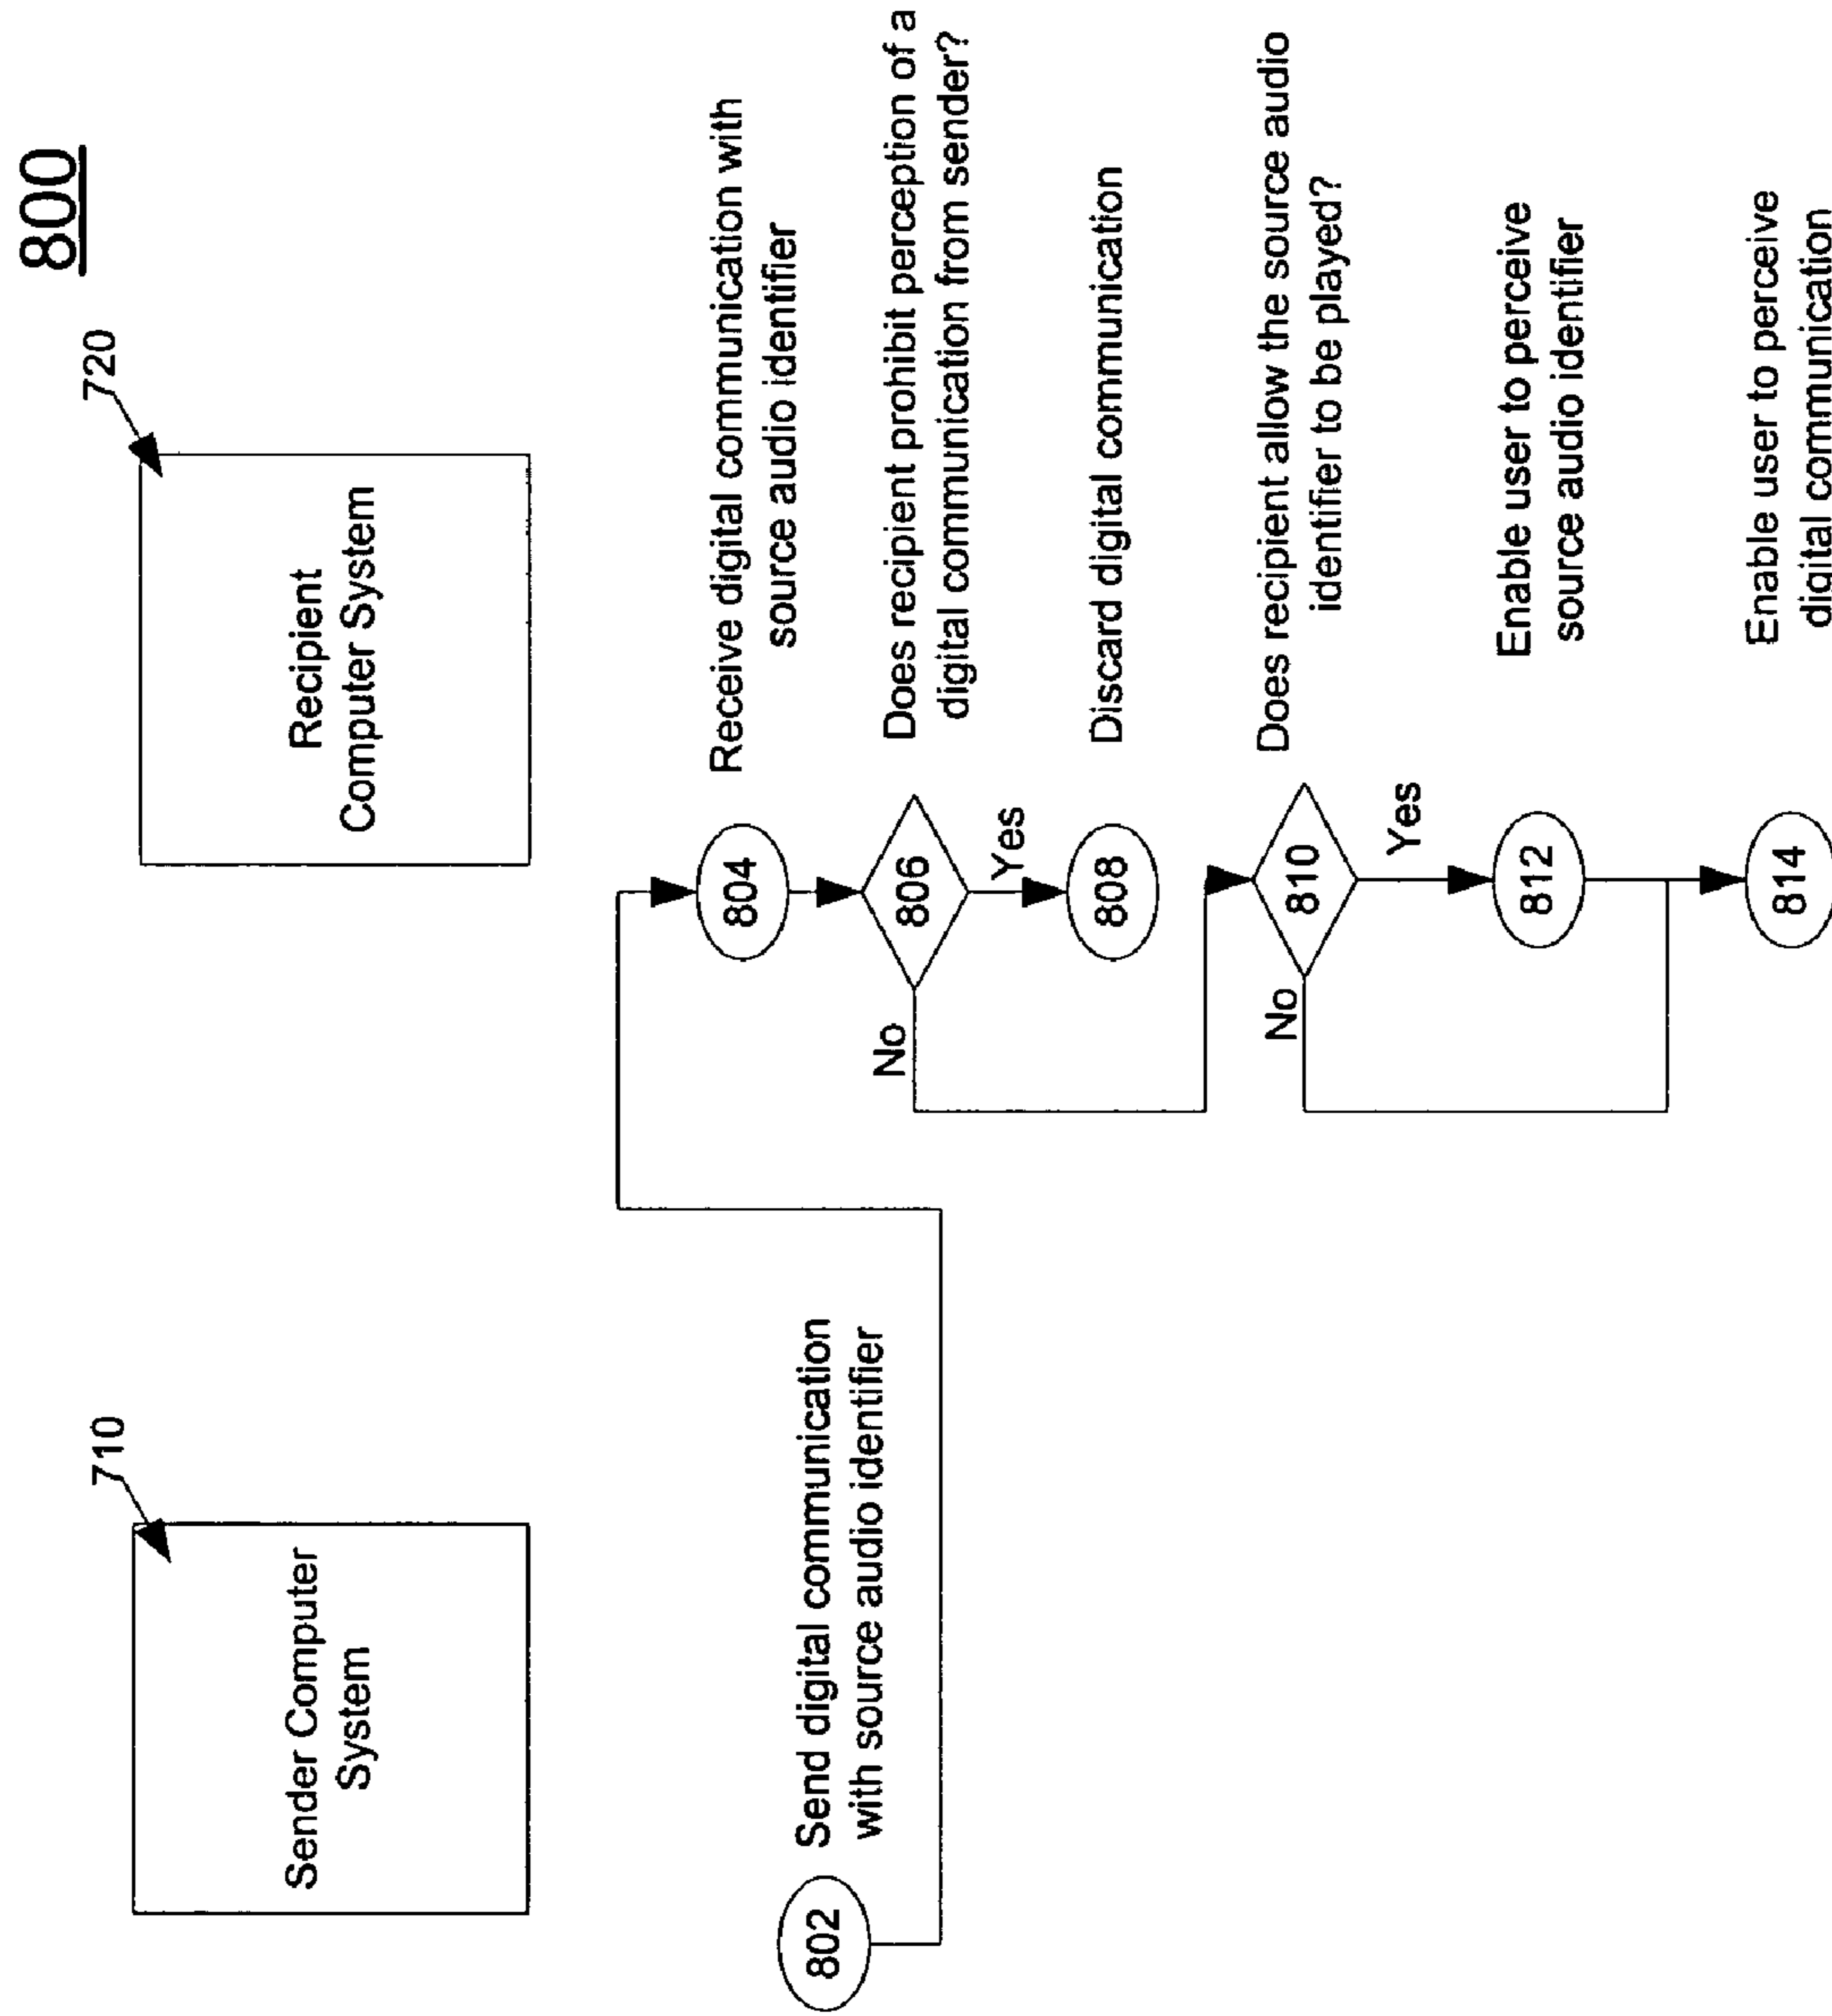 800
710
720
Sender Computer
System
Recipient
Computer System
802
Send digital communication
with source audio identifier
804
Receive digital communication with
source audio identifier
806
Does recipient prohibit perception of a
digital communication from sender?
No
Yes
808
Discard digital communication
810
Does recipient allow the source audio
identifier to be played?
No
Yes
812
Enable user to perceive
source audio identifier
814
Enable user to perceive
digital communication